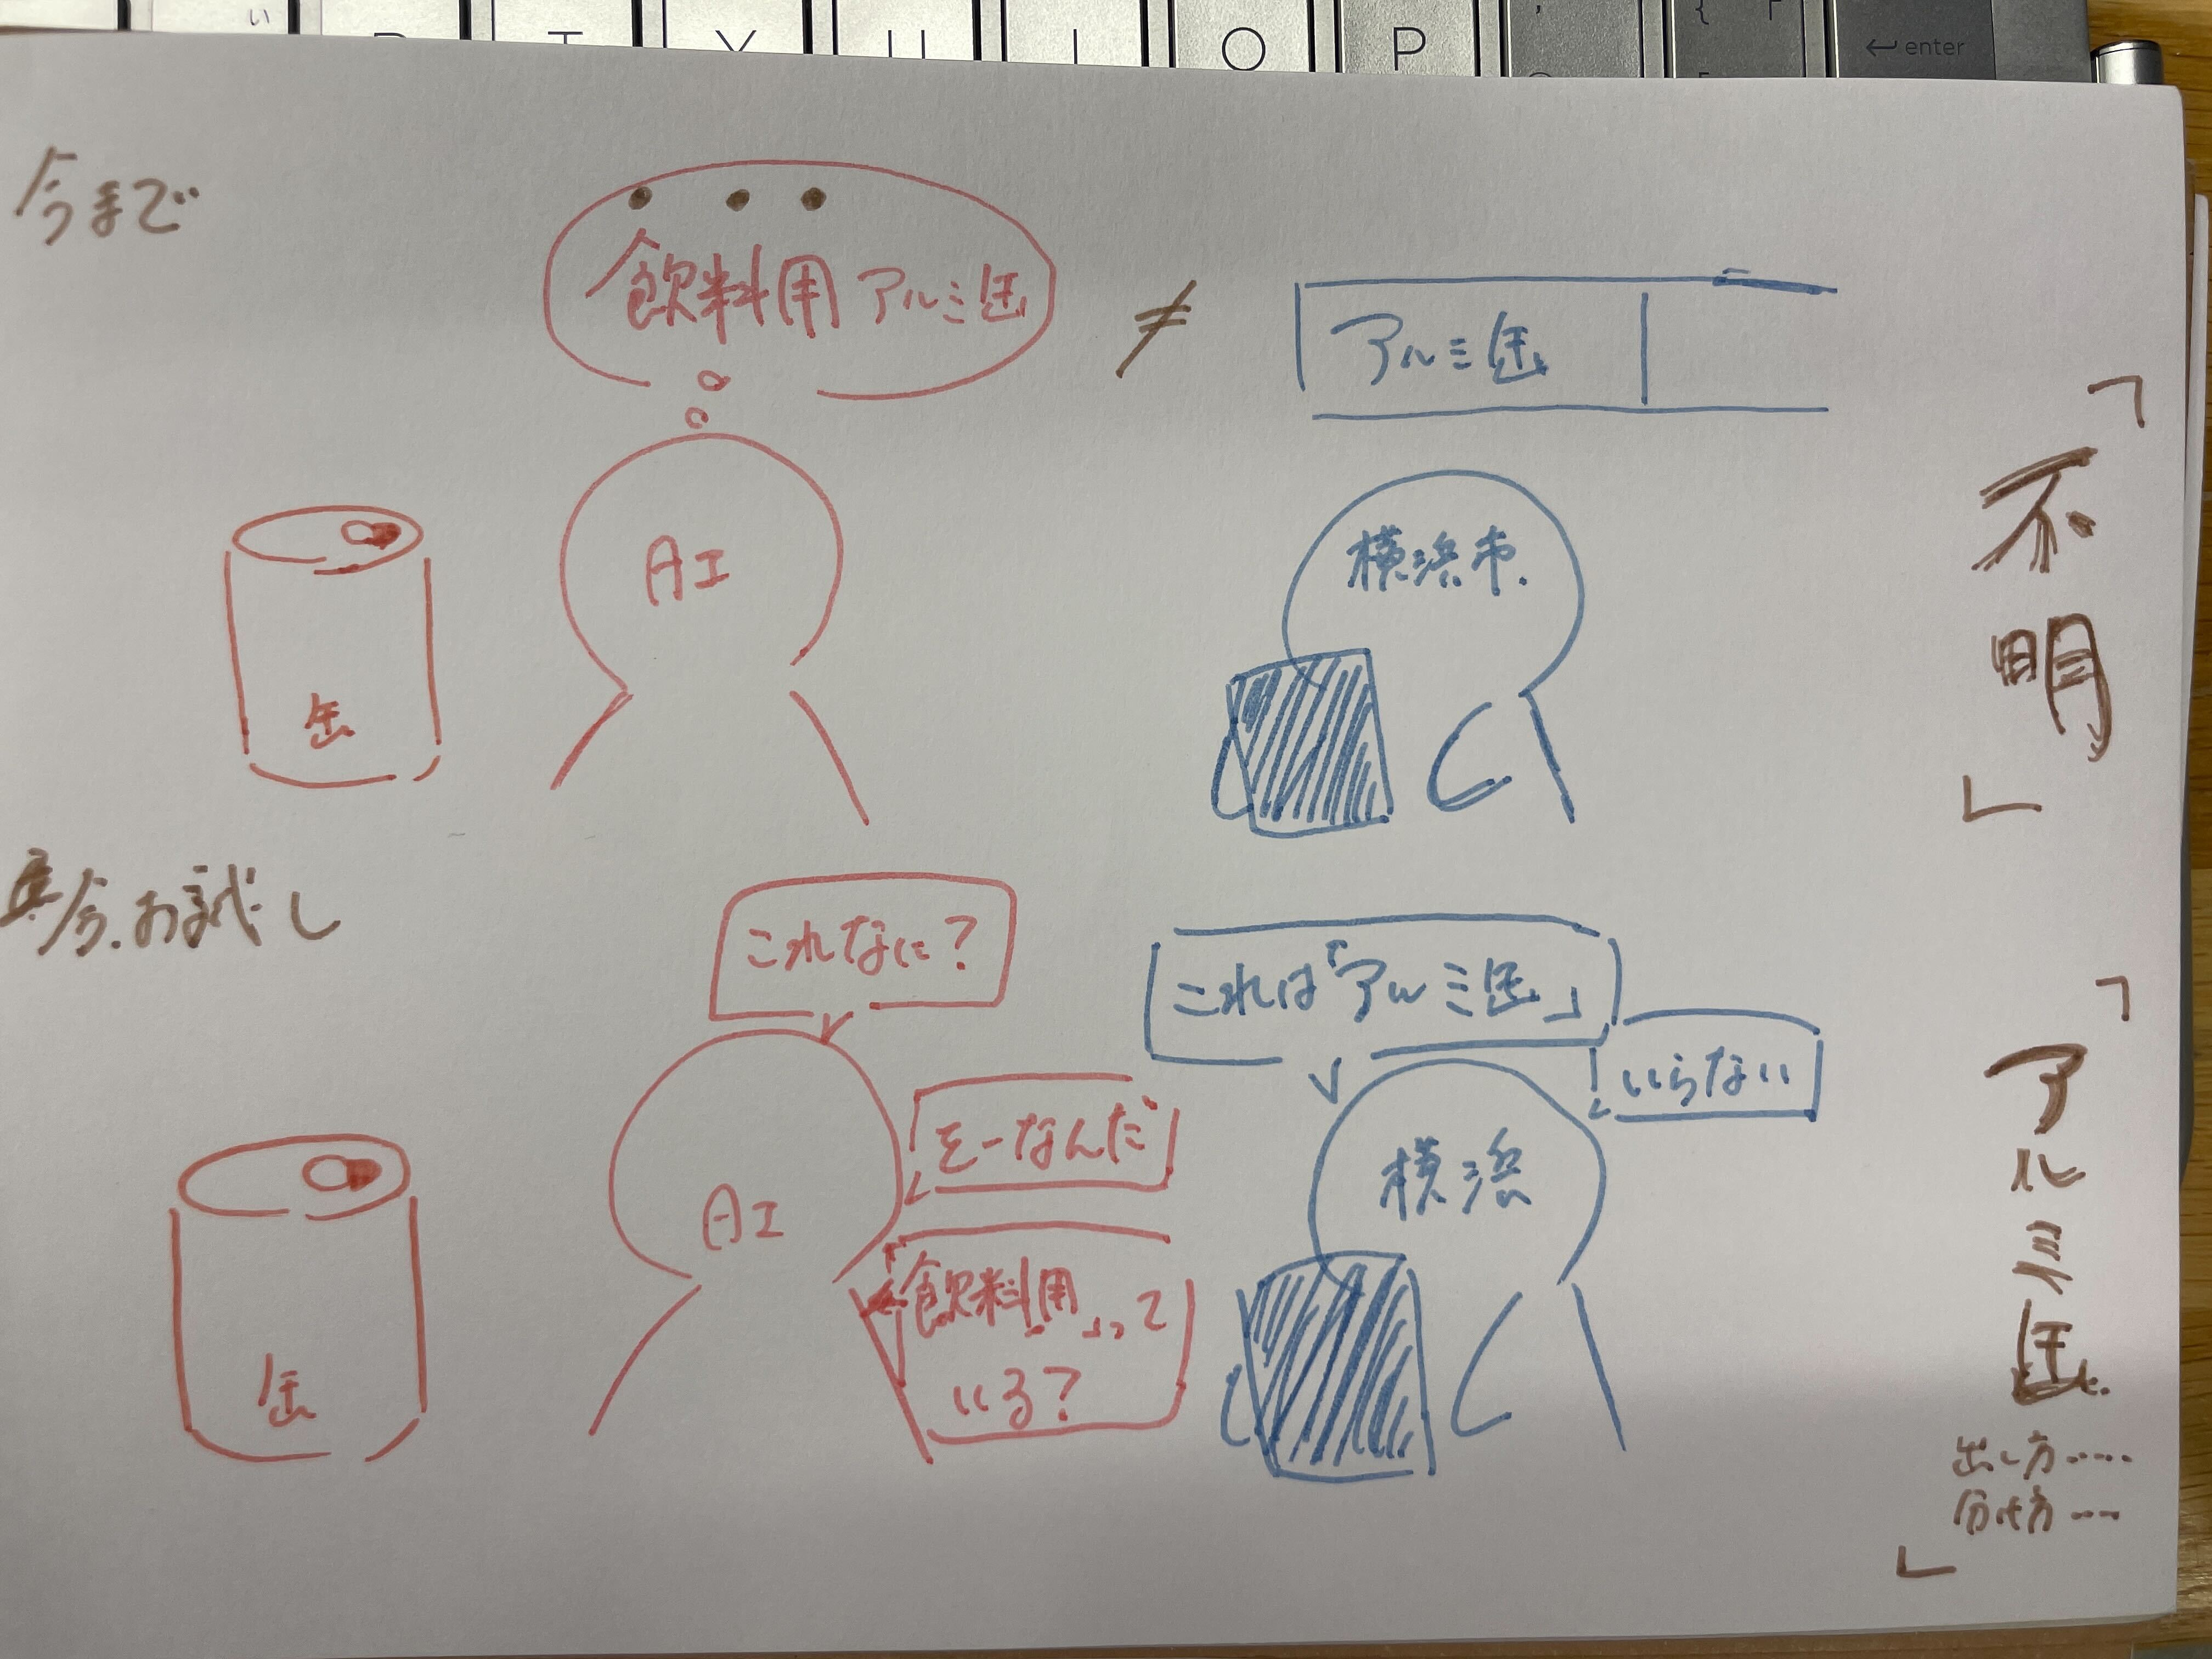 い
R T Y U I O P { enter
今まで
飲料用アルミ缶
≠
アルミ缶
AI
缶
横浜市
「不明」
今.お試し
これなに?
これは「アルミ缶」
いらない
そーなんだ
AI
横浜
「飲料用」って
いる?
缶
「アルミ缶
出し方……
分け方……」